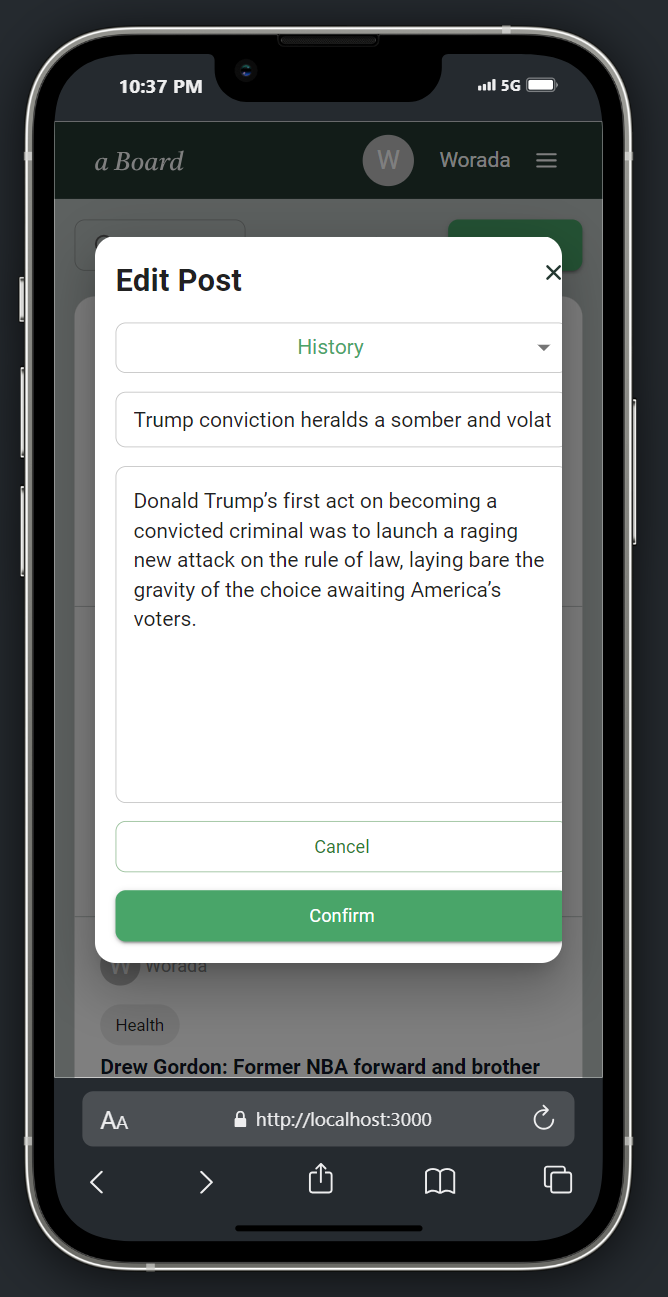 10:37 PM
5G
a Board
W
Worada
Edit Post
History
Trump conviction heralds a somber and volat
Donald Trump’s first act on becoming a
convicted criminal was to launch a raging
new attack on the rule of law, laying bare the
gravity of the choice awaiting America’s
voters.
Cancel
Confirm
W
Worada
Health
Drew Gordon: Former NBA forward and brother
AA
http://localhost:3000